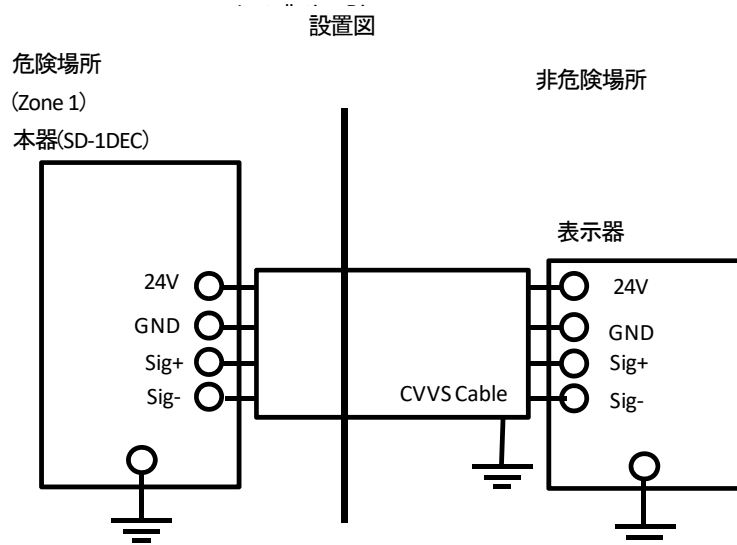 設置図
危険場所
(Zone 1)
本器(SD-1DEC)
非危険場所
表示器
24V
GND
Sig+
Sig-
CVVS Cable
24V
GND
Sig+
Sig-